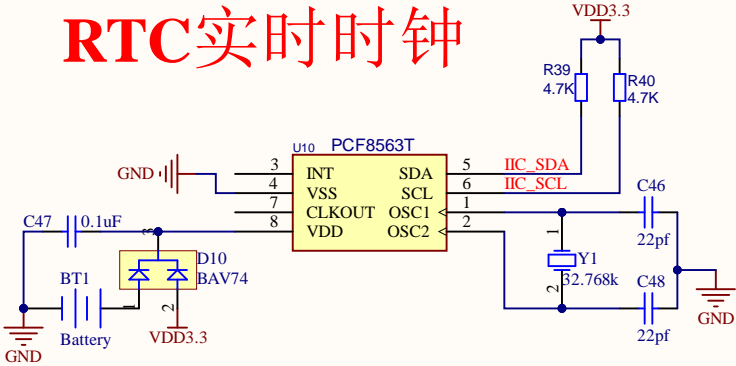 RTC实时时钟
VDD3.3
R39
4.7K
R40
4.7K
U10 PCF8563T
GND
3 INT SDA 5 IIC_SDA
4 VSS SCL 6 IIC_SCL
7 CLKOUT OSC1 1
8 VDD OSC2 2
C46
22pf
C47 0.1uF
3
D10
BAV74
1
Y1
32.768k
2
BT1
Battery
1
2
VDD3.3
C48
22pf
GND
GND